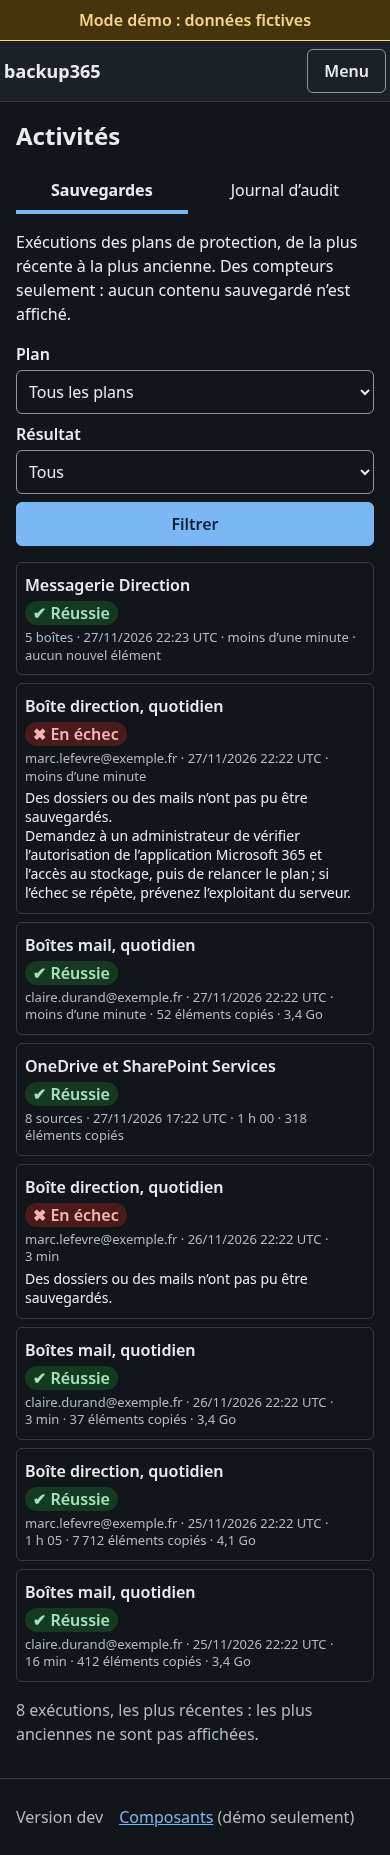 Mode démo : données fictives
backup365
Menu
Activités
Sauvegardes
Journal d’audit
Exécutions des plans de protection, de la plus
récente à la plus ancienne. Des compteurs
seulement : aucun contenu sauvegardé n’est
affiché.
Plan
Tous les plans
Résultat
Tous
Filtrer
Messagerie Direction
✔ Réussie
5 boîtes · 27/11/2026 22:23 UTC · moins d’une minute ·
aucun nouvel élément
Boîte direction, quotidien
✖ En échec
marc.lefevre@exemple.fr · 27/11/2026 22:22 UTC ·
moins d’une minute
Des dossiers ou des mails n’ont pas pu être
sauvegardés.
Demandez à un administrateur de vérifier
l’autorisation de l’application Microsoft 365 et
l’accès au stockage, puis de relancer le plan ; si
l’échec se répète, prévenez l’exploitant du serveur.
Boîtes mail, quotidien
✔ Réussie
claire.durand@exemple.fr · 27/11/2026 22:22 UTC ·
moins d’une minute · 52 éléments copiés · 3,4 Go
OneDrive et SharePoint Services
✔ Réussie
8 sources · 27/11/2026 17:22 UTC · 1 h 00 · 318
éléments copiés
Boîte direction, quotidien
✖ En échec
marc.lefevre@exemple.fr · 26/11/2026 22:22 UTC ·
3 min
Des dossiers ou des mails n’ont pas pu être
sauvegardés.
Boîtes mail, quotidien
✔ Réussie
claire.durand@exemple.fr · 26/11/2026 22:22 UTC ·
3 min · 37 éléments copiés · 3,4 Go
Boîte direction, quotidien
✔ Réussie
marc.lefevre@exemple.fr · 25/11/2026 22:22 UTC ·
1 h 05 · 7 712 éléments copiés · 4,1 Go
Boîtes mail, quotidien
✔ Réussie
claire.durand@exemple.fr · 25/11/2026 22:22 UTC ·
16 min · 412 éléments copiés · 3,4 Go
8 exécutions, les plus récentes : les plus
anciennes ne sont pas affichées.
Version dev Composants (démo seulement)